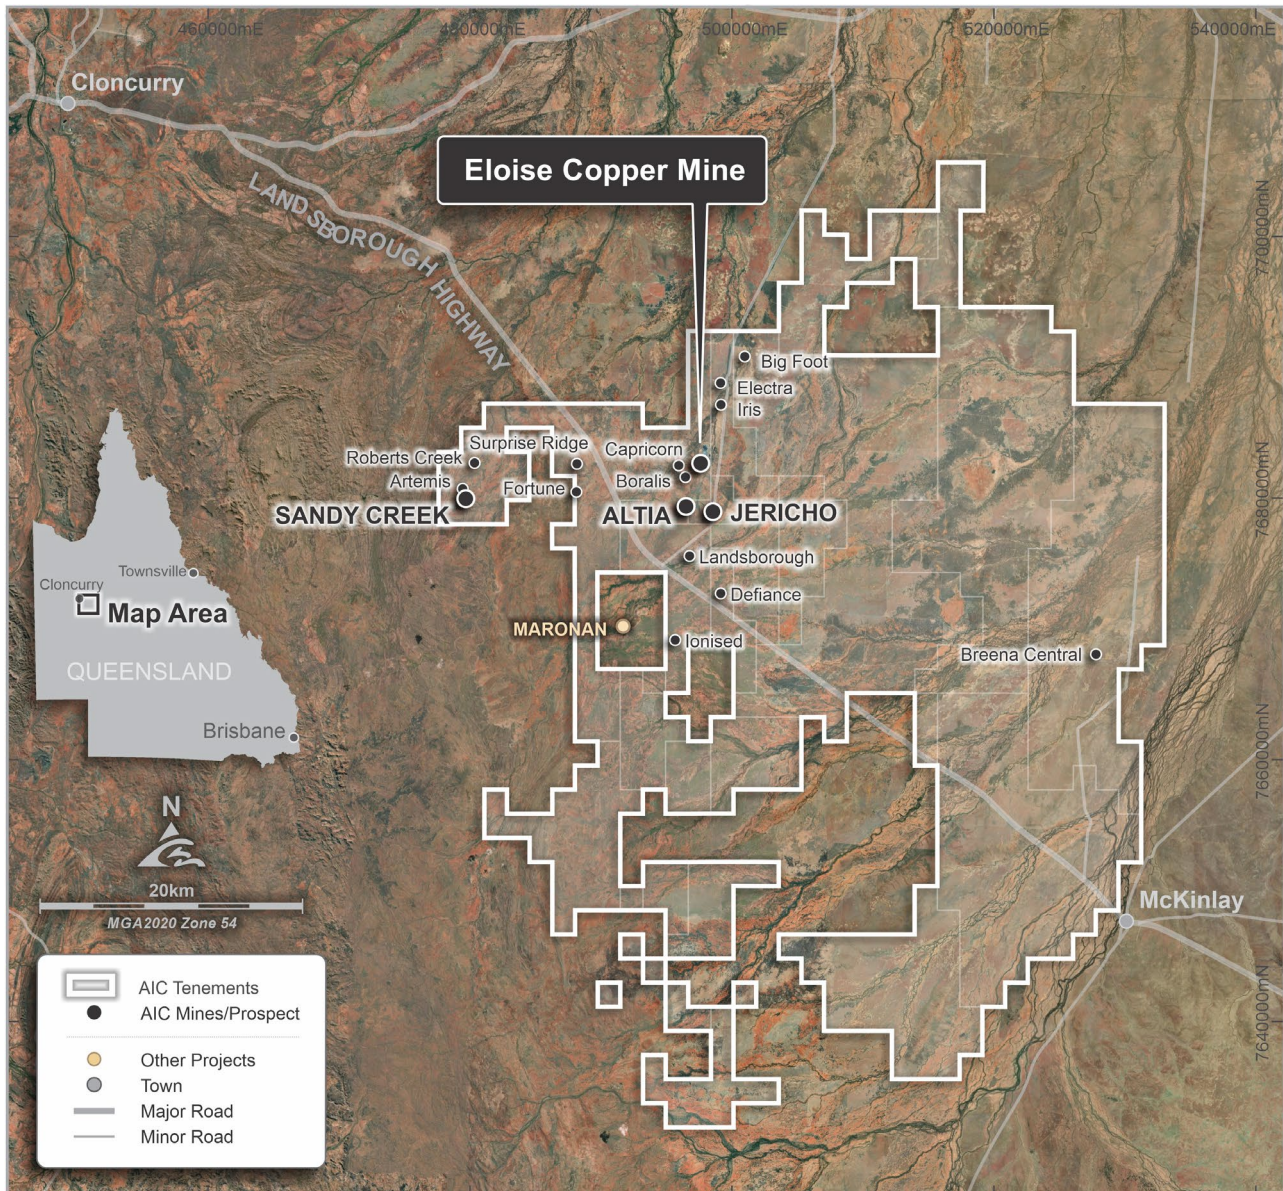 460000mE
480000mE
500000mE
520000mE
540000mE
Cloncurry
Eloise Copper Mine
LANDSBOROUGH HIGHWAY
7700000mN
Big Foot
Electra
Iris
Surprise Ridge
Capricorn
Roberts Creek
Artemis
Fortune
Boralis
SANDY CREEK
ALTIA
JERICHO
7680000mN
Landsborough
Townsville
Cloncurry
Map Area
Defiance
MARONAN
Ionised
Breena Central
QUEENSLAND
Brisbane
7660000mN
N
20km
MGA2020 Zone 54
McKinlay
7640000mN
AIC Tenements
AIC Mines/Prospect
Other Projects
Town
Major Road
Minor Road